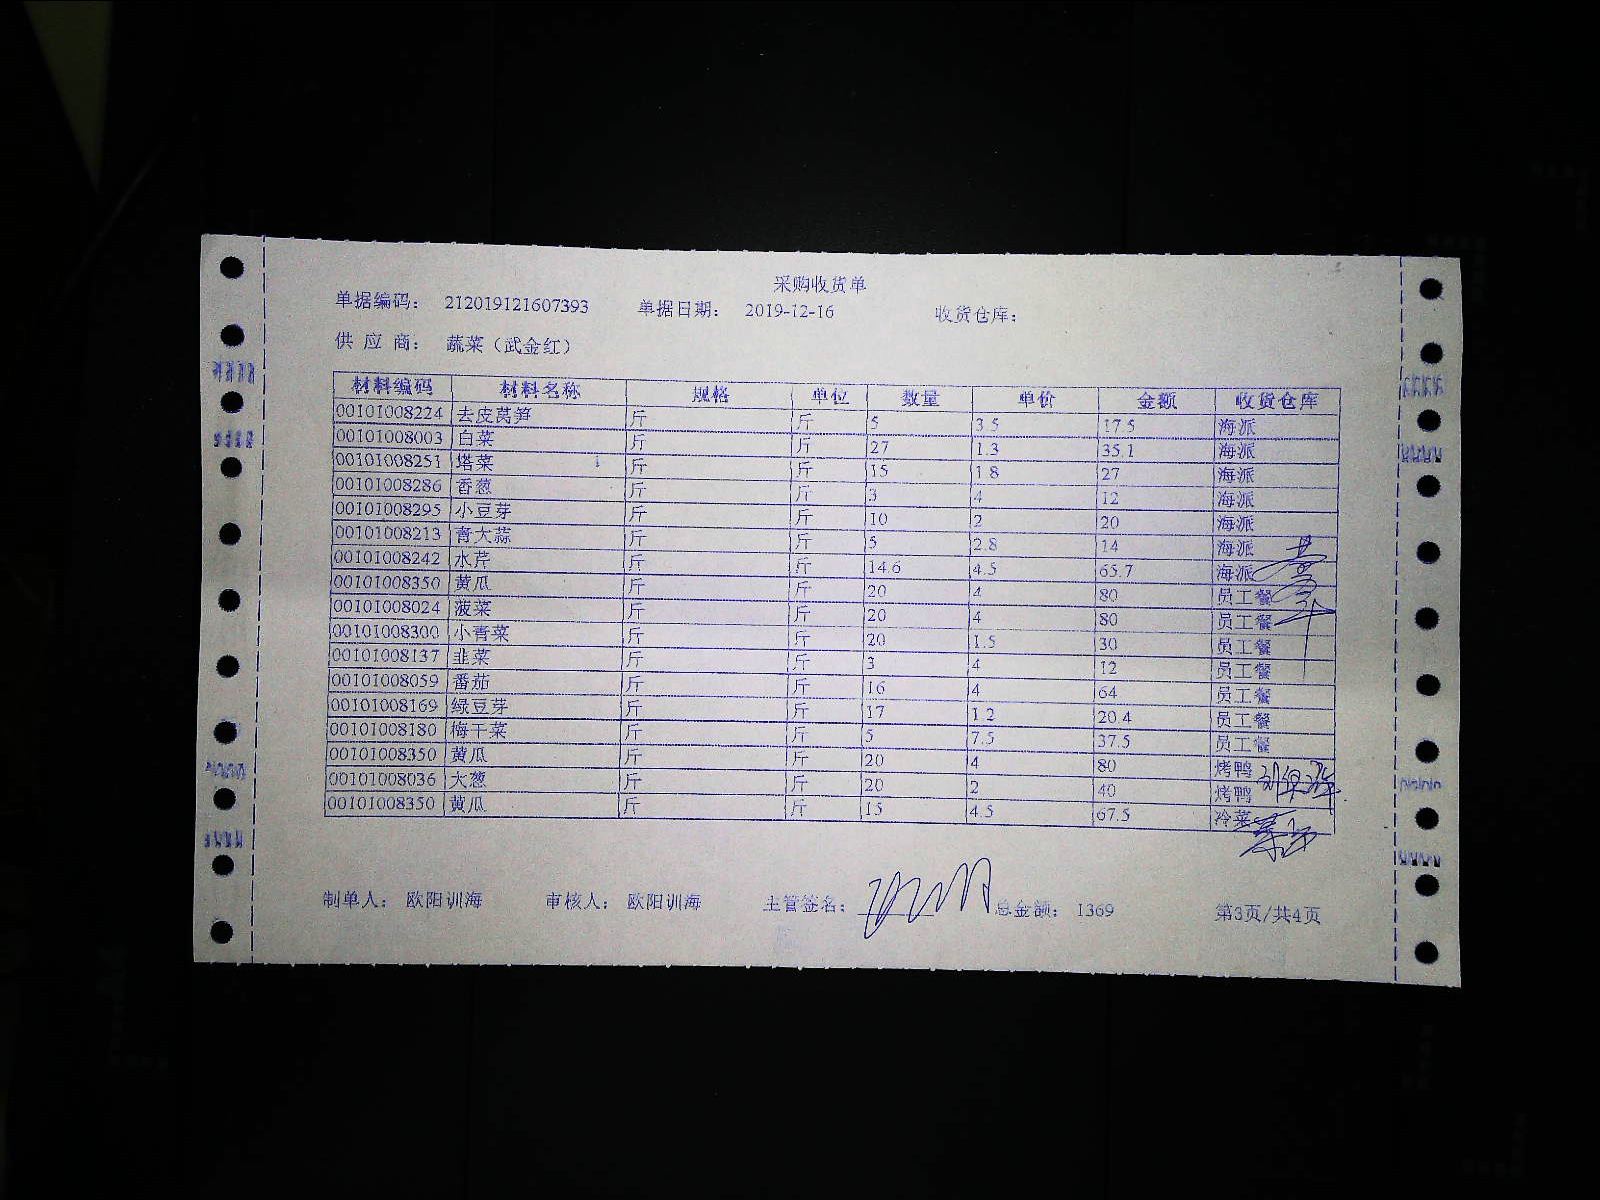 采购收货单
单据编码： 212019121607393 单据日期： 2019-12-16 收货仓库：
供 应 商： 蔬菜（武金红）
材料编码 材料名称 规格 单位 数量 单价 金额 收货仓库
00101008224 去皮莴笋 斤 斤 5 3.5 17.5 海派
00101008003 白菜 斤 斤 27 1.3 35.1 海派
00101008251 塔菜 斤 斤 15 1.8 27 海派
00101008286 香葱 斤 斤 3 4 12 海派
00101008295 小豆芽 斤 斤 10 2 20 海派
00101008213 青大蒜 斤 斤 5 2.8 14 海派
00101008242 水芹 斤 斤 14.6 4.5 65.7 海派
00101008350 黄瓜 斤 斤 20 4 80 员工餐
00101008024 菠菜 斤 斤 20 4 80 员工餐
00101008300 小青菜 斤 斤 20 1.5 30 员工餐
00101008137 韭菜 斤 斤 3 4 12 员工餐
00101008059 番茄 斤 斤 16 4 64 员工餐
00101008169 绿豆芽 斤 斤 17 1.2 20.4 员工餐
00101008180 梅干菜 斤 斤 5 7.5 37.5 员工餐
00101008350 黄瓜 斤 斤 20 4 80 烤鸭
00101008036 大葱 斤 斤 20 2 40 烤鸭
00101008350 黄瓜 斤 斤 15 4.5 67.5 冷菜
制单人： 欧阳训海 审核人： 欧阳训海 主管签名： 总金额： 1369 第3页/共4页